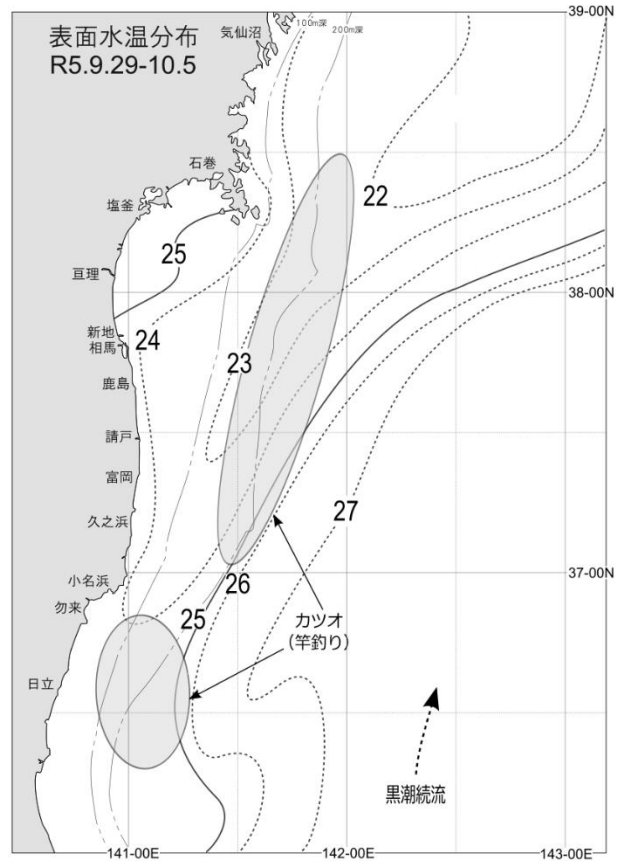 表面水温分布
R5.9.29-10.5
気仙沼
100m深
200m深
39-00N
石巻
塩釜
22
25
亘理
38-00N
新地
相馬
24
23
鹿島
請戸
富岡
27
久之浜
小名浜
37-00N
26
勿来
25
カツオ
(竿釣り)
日立
黒潮続流
141-00E
142-00E
143-00E